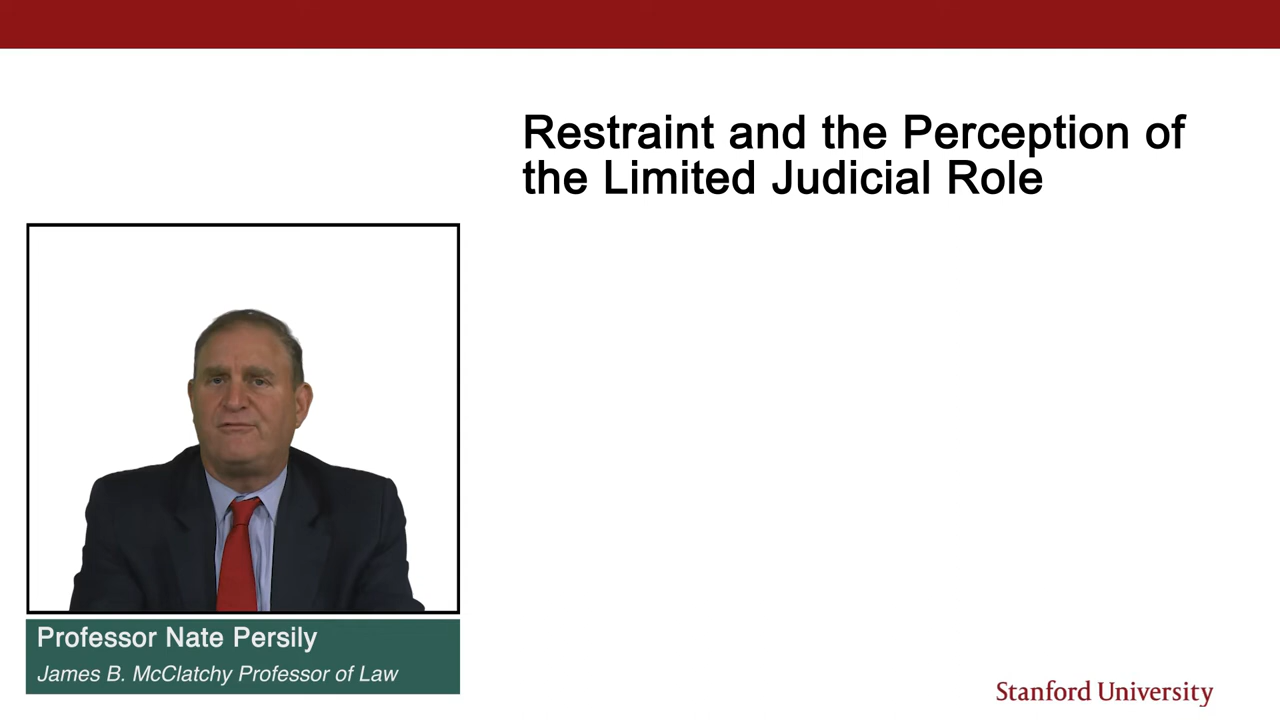 Restraint and the Perception of
the Limited Judicial Role
Professor Nate Persily
James B. McClatchy Professor of Law
Stanford University